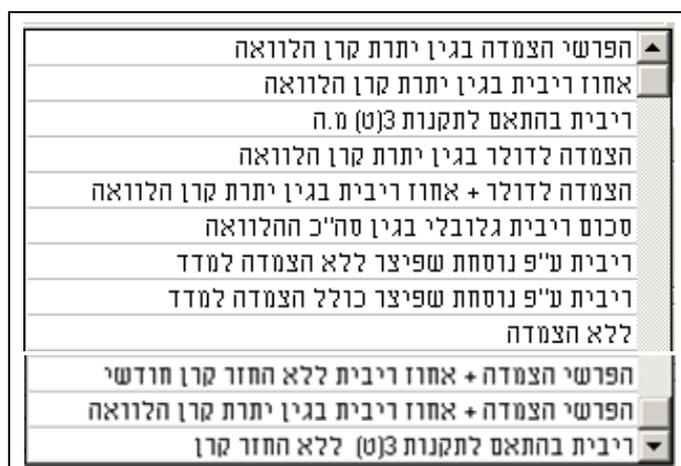 הפרשי הצמדה בגין יתרת קרן הלוואה
אחוז ריבית בגין יתרת קרן הלוואה
ריבית בהתאם לתקנות 3(ט) מ.ה
הצמדה לדולר בגין יתרת קרן הלוואה
הצמדה לדולר + אחוז ריבית בגין יתרת קרן הלוואה
סכום ריבית גלובלי בגין סה"כ ההלוואה
ריבית ע"פ נוסחת שפיצר ללא הצמדה למדד
ריבית ע"פ נוסחת שפיצר כולל הצמדה למדד
ללא הצמדה
הפרשי הצמדה + אחוז ריבית ללא החזר קרן חודשי
הפרשי הצמדה + אחוז ריבית בגין יתרת קרן הלוואה
ריבית בהתאם לתקנות 3(ט) ללא החזר קרן